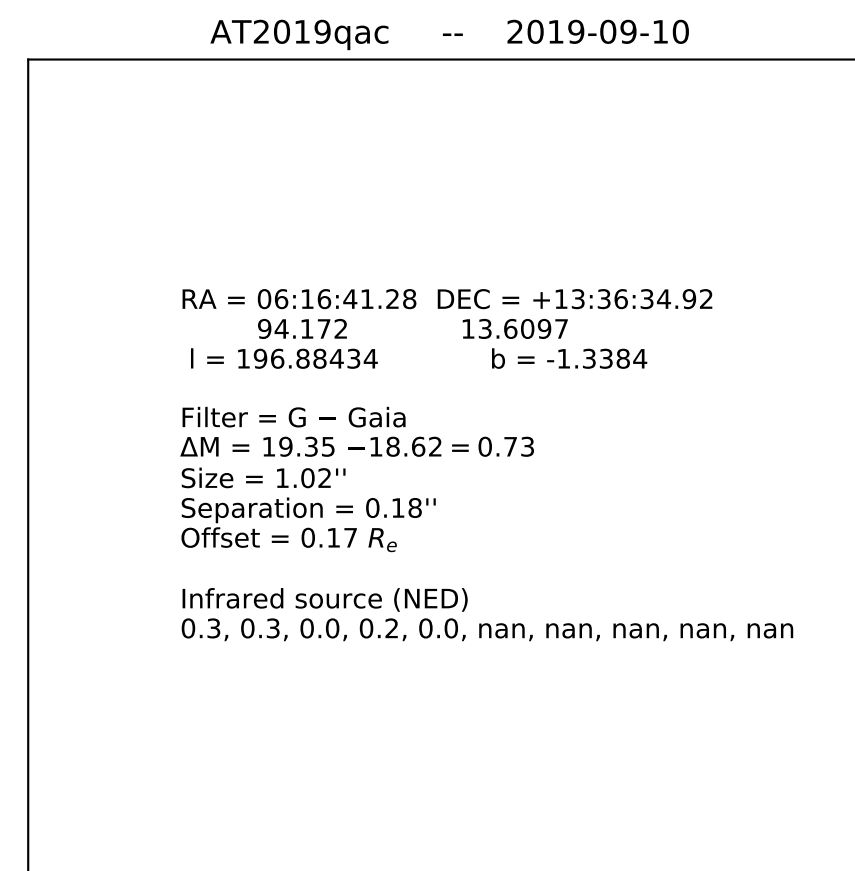 AT2019qac -- 2019-09-10
RA = 06:16:41.28 DEC = +13:36:34.92
94.172 13.6097
l = 196.88434 b = -1.3384
Filter = G − Gaia
ΔM = 19.35 −18.62 = 0.73
Size = 1.02''
Separation = 0.18''
Offset = 0.17 Rₑ
Infrared source (NED)
0.3, 0.3, 0.0, 0.2, 0.0, nan, nan, nan, nan, nan